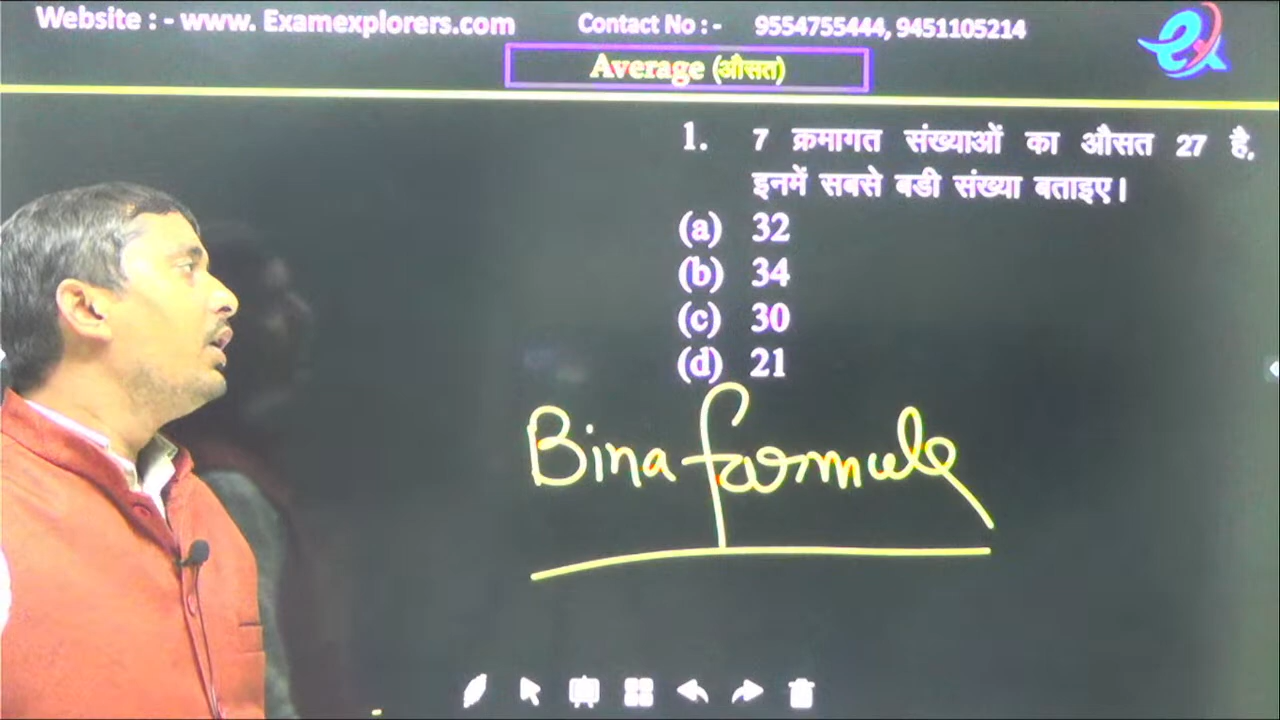 Website : - www. Examexplorers.com Contact No : - 9554755444, 9451105214
ex
Average (औसत)
1. 7 क्रमागत संख्याओं का औसत 27 है,
इनमें सबसे बडी संख्या बताइए।
(a) 32
(b) 34
(c) 30
(d) 21
Bina formule